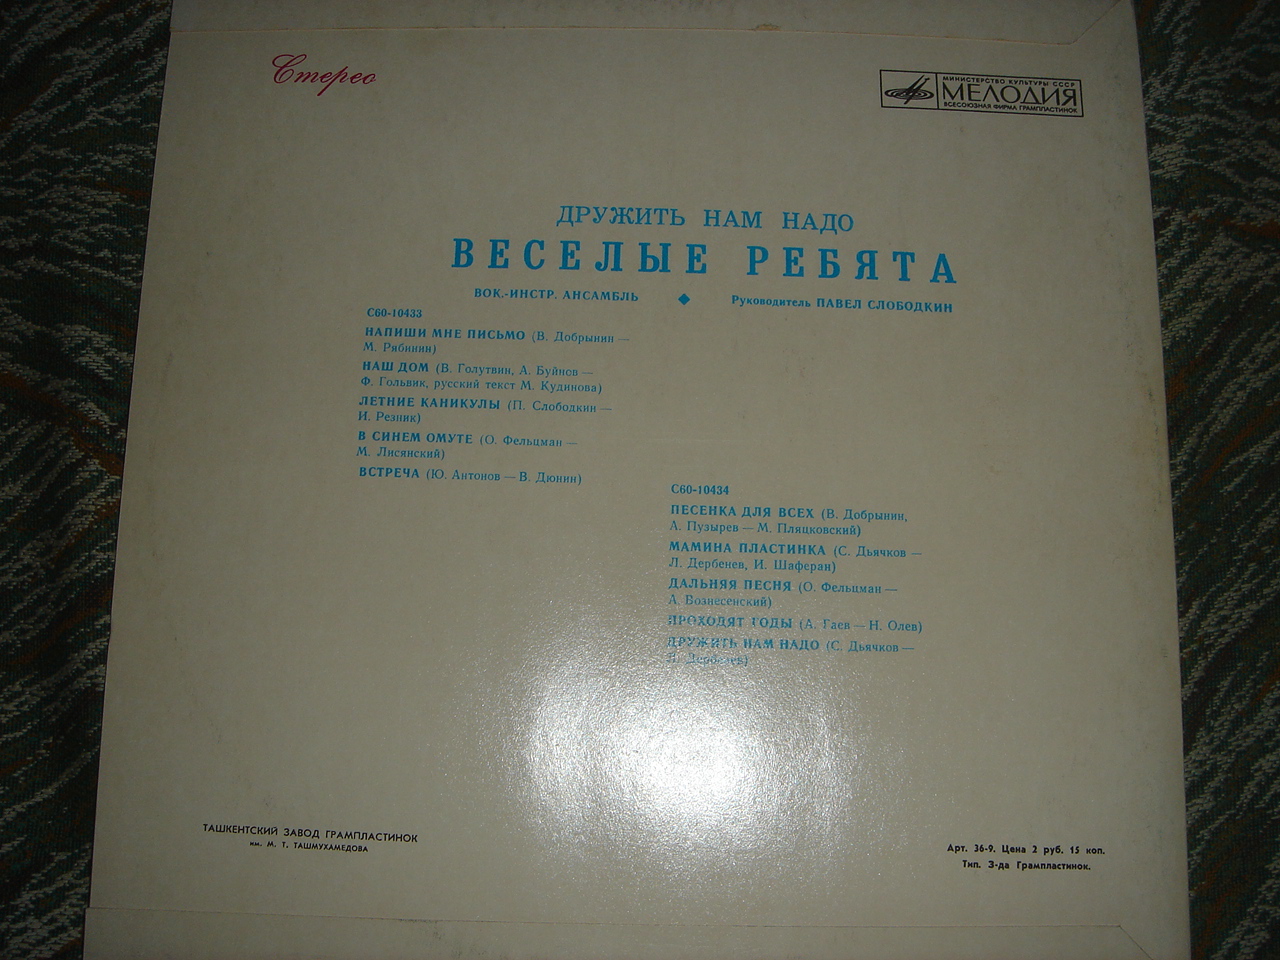 Стерео
МИНИСТЕРСТВО КУЛЬТУРЫ СССР
МЕЛОДИЯ
ВСЕСОЮЗНАЯ ФИРМА ГРАМПЛАСТИНОК
ДРУЖИТЬ НАМ НАДО
ВЕСЕЛЫЕ РЕБЯТА
ВОК.-ИНСТР. АНСАМБЛЬ ◆ Руководитель ПАВЕЛ СЛОБОДКИН
С60-10433
НАПИШИ МНЕ ПИСЬМО (В. Добрынин —
М. Рябинин)
НАШ ДОМ (В. Голутвин, А. Буйнов —
Ф. Гольвик, русский текст М. Кудинова)
ЛЕТНИЕ КАНИКУЛЫ (П. Слободкин —
И. Резник)
В СИНЕМ ОМУТЕ (О. Фельцман —
М. Лисянский)
ВСТРЕЧА (Ю. Антонов — В. Дюнин)
С60-10434
ПЕСЕНКА ДЛЯ ВСЕХ (В. Добрынин,
А. Пузырев — М. Пляцковский)
МАМИНА ПЛАСТИНКА (С. Дьячков —
Л. Дербенев, И. Шаферан)
ДАЛЬНЯЯ ПЕСНЯ (О. Фельцман —
А. Вознесенский)
ПРОХОДЯТ ГОДЫ (А. Гаев — Н. Олев)
ДРУЖИТЬ НАМ НАДО (С. Дьячков —
Л. Дербенев)
ТАШКЕНТСКИЙ ЗАВОД ГРАМПЛАСТИНОК
им. М. Т. ТАШМУХАМЕДОВА
Арт. 36-9. Цена 2 руб. 15 коп.
Тип. З-да Грампластинок.